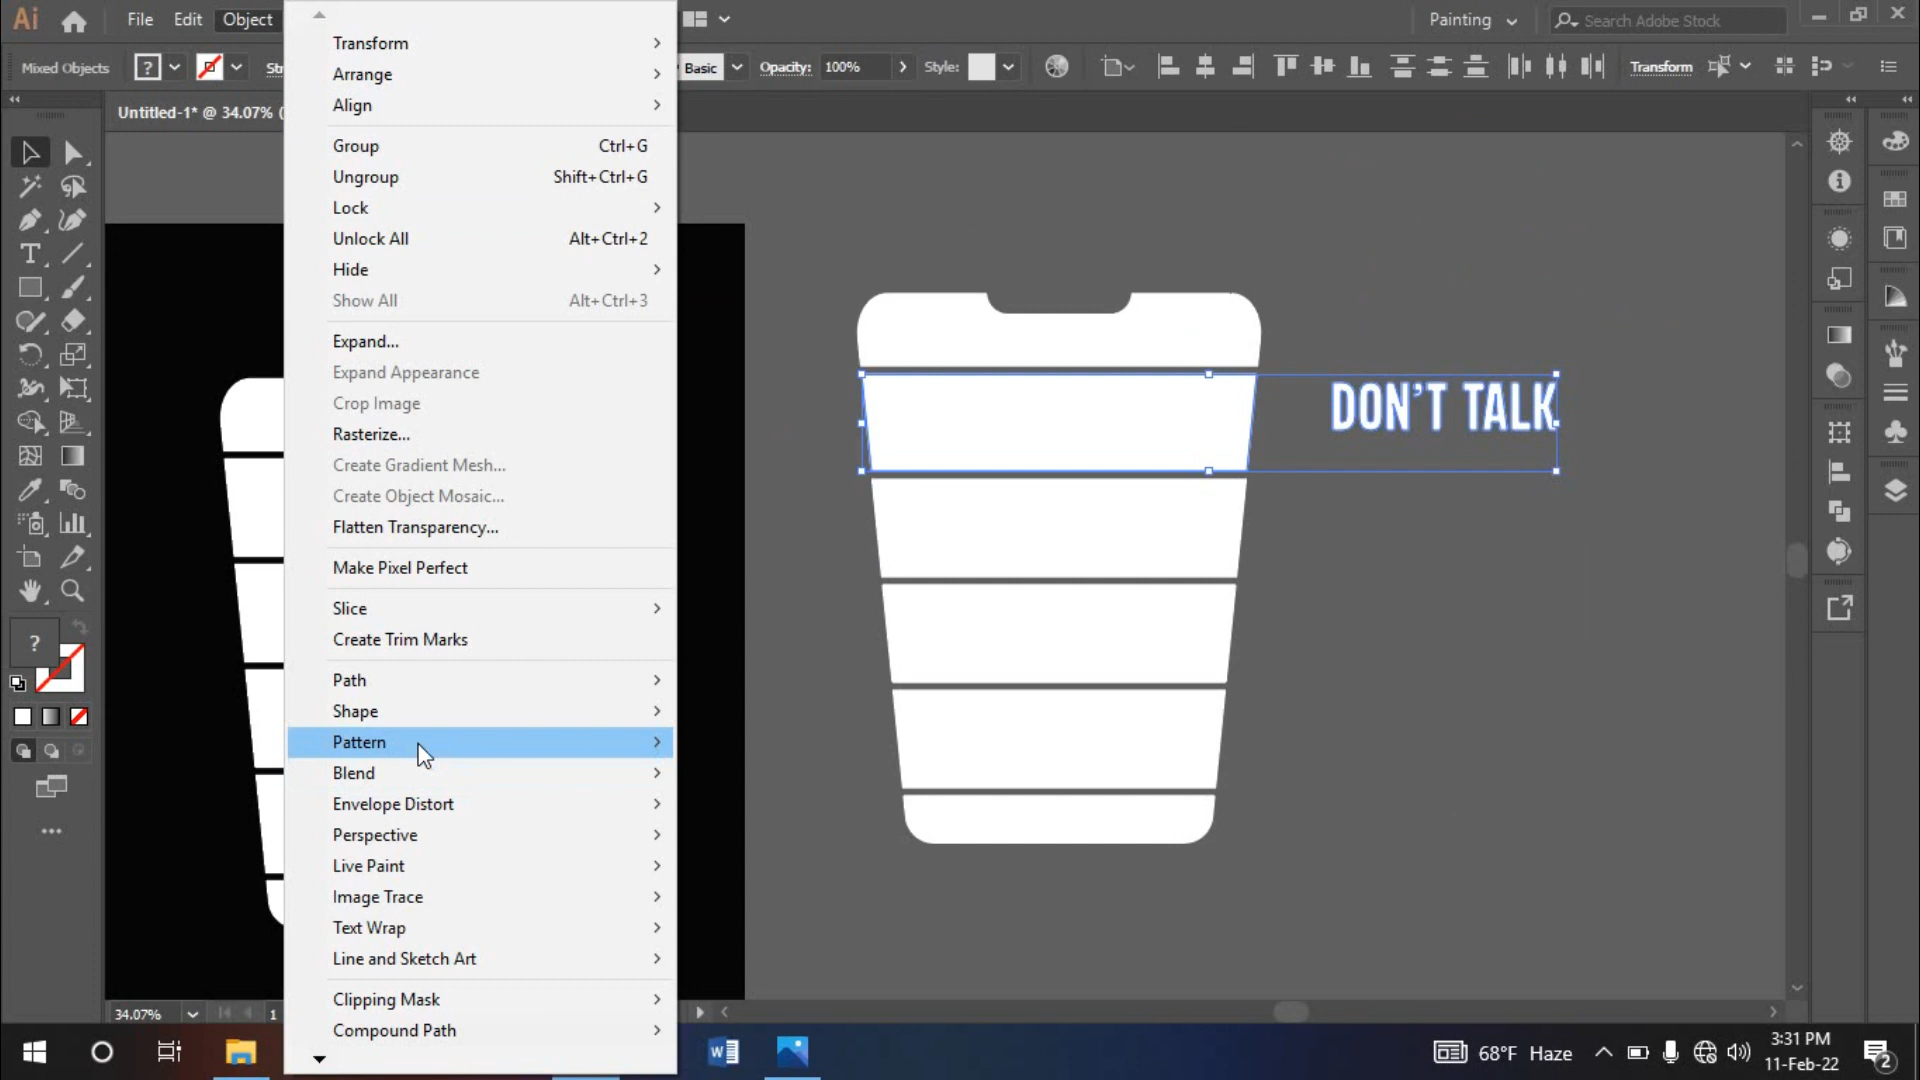 Ai File Edit Object Painting Search Adobe Stock
Mixed Objects ? Str Basic Opacity: 100% Style: Transform
Untitled-1* @ 34.07% (
Transform
Arrange
Align
Group Ctrl+G
Ungroup Shift+Ctrl+G
Lock
Unlock All Alt+Ctrl+2
Hide
Show All Alt+Ctrl+3
Expand...
Expand Appearance
Crop Image
Rasterize...
Create Gradient Mesh...
Create Object Mosaic...
Flatten Transparency...
Make Pixel Perfect
Slice
Create Trim Marks
Path
Shape
Pattern
Blend
Envelope Distort
Perspective
Live Paint
Image Trace
Text Wrap
Line and Sketch Art
Clipping Mask
Compound Path
DON'T TALK
?
34.07% 1
W 68°F Haze 3:31 PM
11-Feb-22
2